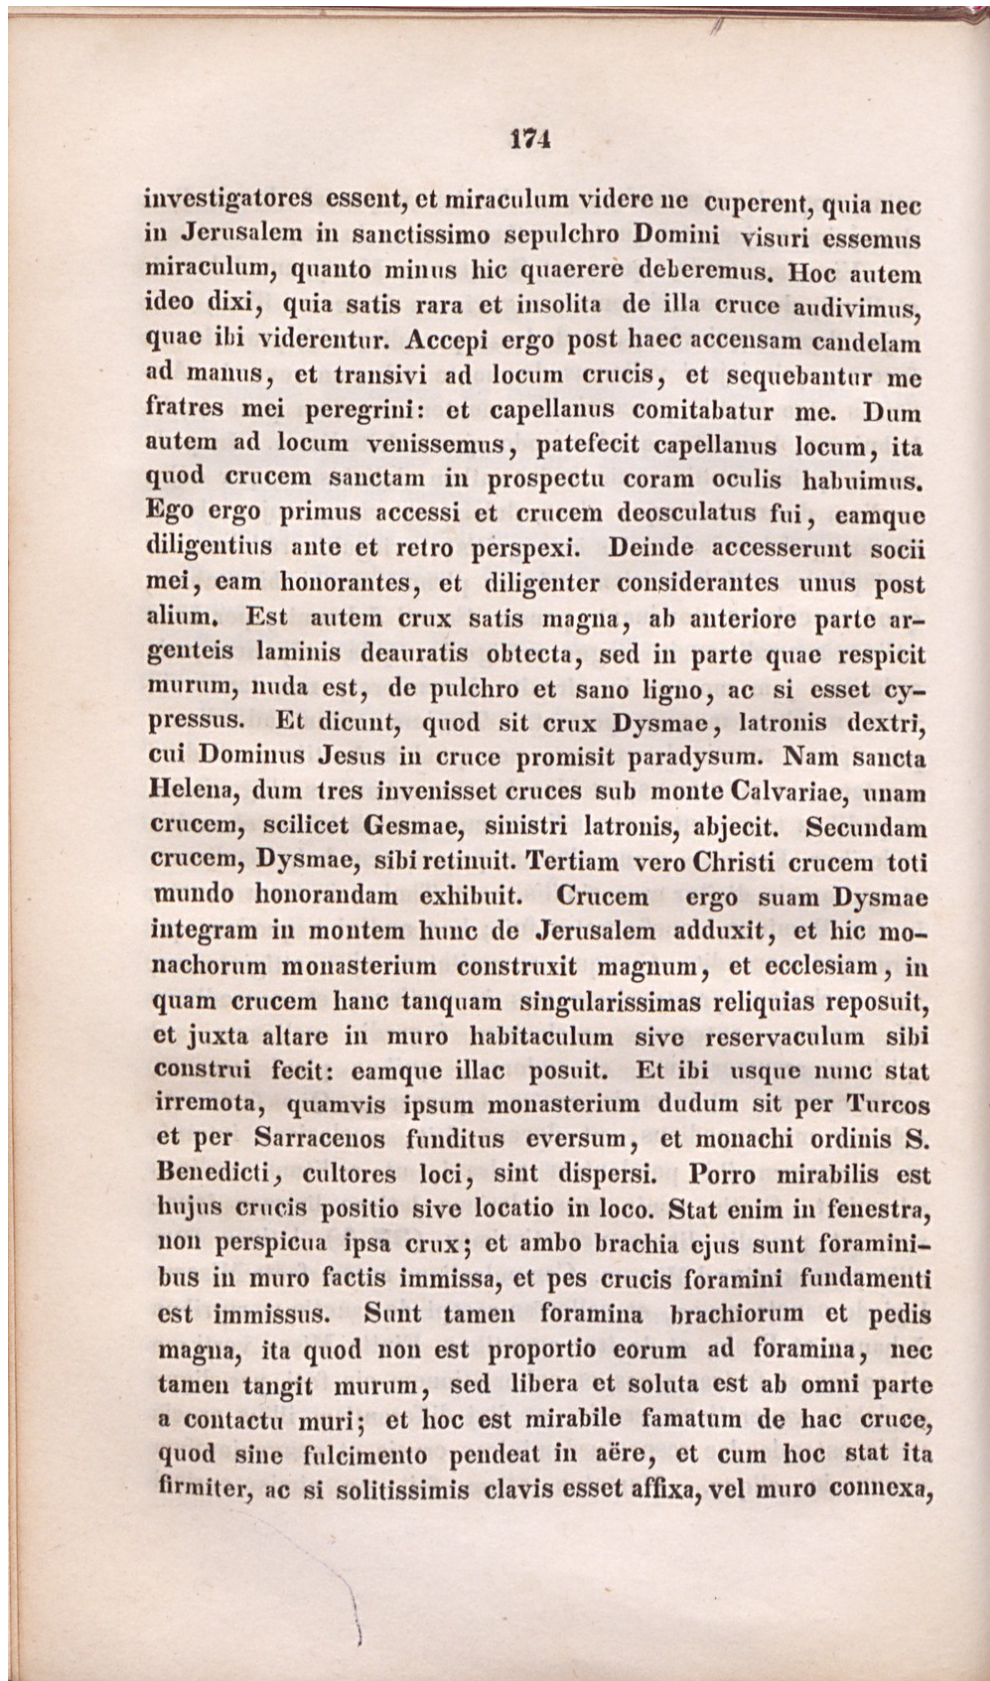 174
investigatores essent, et miraculum videre ne cuperent, quia nec
in Jerusalem in sanctissimo sepulchro Domini visuri essemus
miraculum, quanto minus hic quaerere deberemus. Hoc autem
ideo dixi, quia satis rara et insolita de illa cruce audivimus,
quae ibi viderentur. Accepi ergo post haec accensam candelam
ad manus, et transivi ad locum crucis, et sequebantur me
fratres mei peregrini: et capellanus comitabatur me. Dum
autem ad locum venissemus, patefecit capellanus locum, ita
quod crucem sanctam in prospectu coram oculis habuimus.
Ego ergo primus accessi et crucem deosculatus fui, eamque
diligentius ante et retro perspexi. Deinde accesserunt socii
mei, eam honorantes, et diligenter considerantes unus post
alium. Est autem crux satis magna, ab anteriore parte ar-
genteis laminis deauratis obtecta, sed in parte quae respicit
murum, nuda est, de pulchro et sano ligno, ac si esset cy-
pressus. Et dicunt, quod sit crux Dysmae, latronis dextri,
cui Dominus Jesus in cruce promisit paradysum. Nam sancta
Helena, dum tres invenisset cruces sub monte Calvariae, unam
crucem, scilicet Gesmae, sinistri latronis, abjecit. Secundam
crucem, Dysmae, sibi retinuit. Tertiam vero Christi crucem toti
mundo honorandam exhibuit. Crucem ergo suam Dysmae
integram in montem hunc de Jerusalem adduxit, et hic mo-
nachorum monasterium construxit magnum, et ecclesiam, in
quam crucem hanc tanquam singularissimas reliquias reposuit,
et juxta altare in muro habitaculum sive reservaculum sibi
construi fecit: eamque illac posuit. Et ibi usque nunc stat
irremota, quamvis ipsum monasterium dudum sit per Turcos
et per Sarracenos funditus eversum, et monachi ordinis S.
Benedicti, cultores loci, sint dispersi. Porro mirabilis est
hujus crucis positio sive locatio in loco. Stat enim in fenestra,
non perspicua ipsa crux; et ambo brachia ejus sunt foramini-
bus in muro factis immissa, et pes crucis foramini fundamenti
est immissus. Sunt tamen foramina brachiorum et pedis
magna, ita quod non est proportio eorum ad foramina, nec
tamen tangit murum, sed libera et soluta est ab omni parte
a contactu muri; et hoc est mirabile famatum de hac cruce,
quod sine fulcimento pendeat in aëre, et cum hoc stat ita
firmiter, ac si solitissimis clavis esset affixa, vel muro connexa,